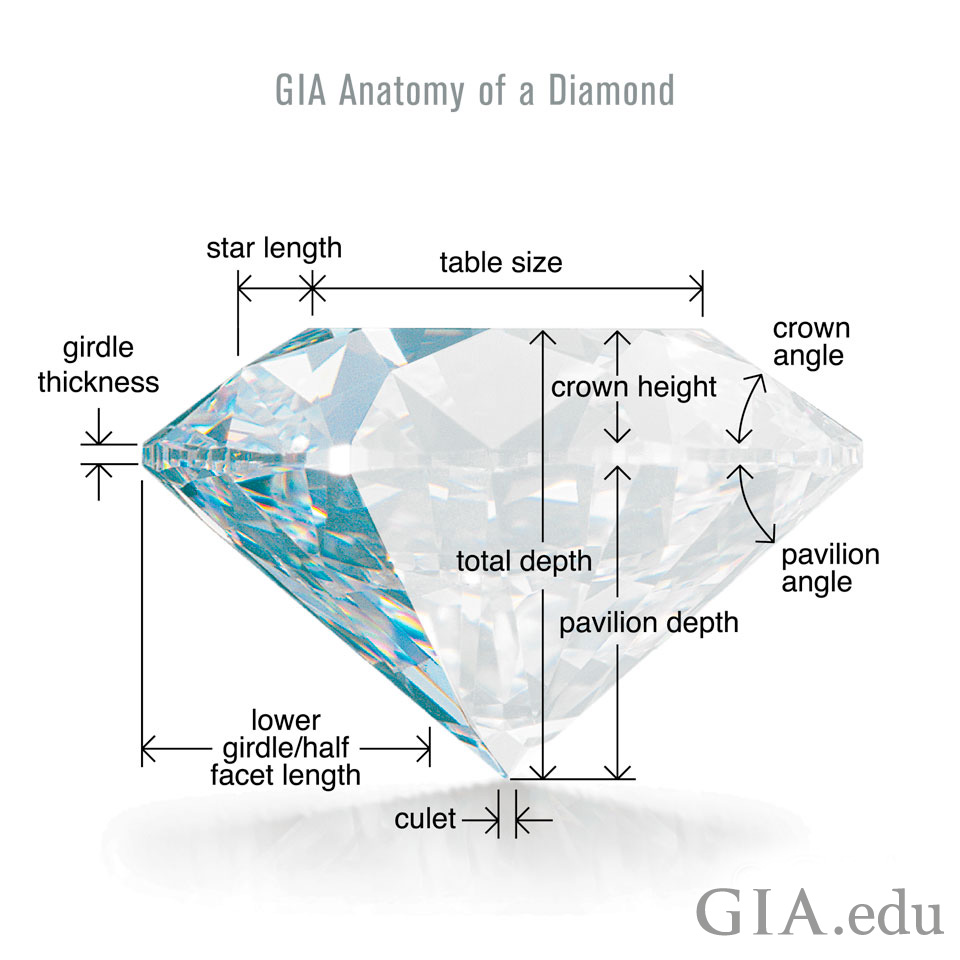 GIA Anatomy of a Diamond
star length
table size
girdle
thickness
crown
angle
crown height
total depth
pavilion
angle
pavilion depth
lower
girdle/half
facet length
culet
GIA.edu